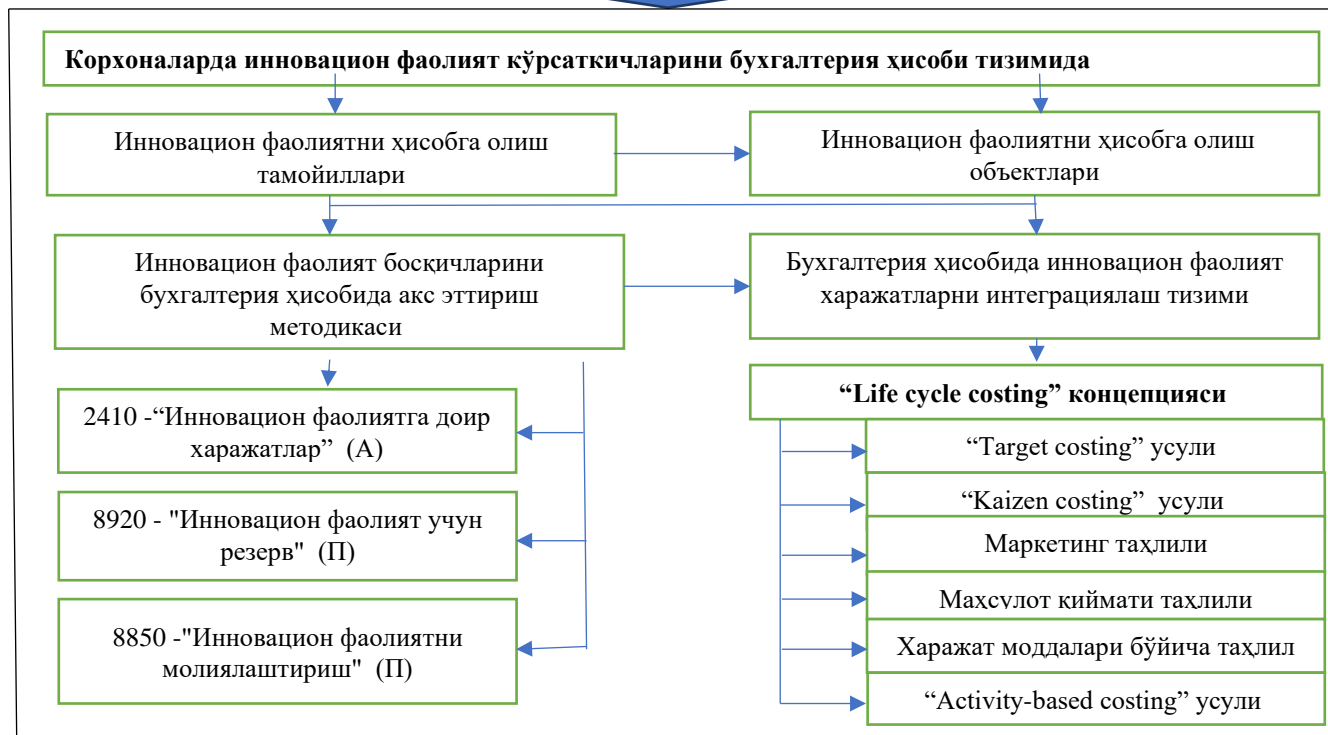 Корхоналарда инновацион фаолият кўрсаткичларини бухгалтерия ҳисоби тизимида
Инновацион фаолиятни ҳисобга олиш
тамойиллари
Инновацион фаолиятни ҳисобга олиш
объектлари
Инновацион фаолият босқичларини
бухгалтерия ҳисобида акс эттириш
методикаси
Бухгалтерия ҳисобида инновацион фаолият
харажатларни интеграциялаш тизими
2410 -“Инновацион фаолиятга доир
харажатлар” (А)
8920 - "Инновацион фаолият учун
резерв" (П)
8850 -"Инновацион фаолиятни
молиялаштириш" (П)
“Life cycle costing” концепцияси
“Target costing” усули
“Kaizen costing” усули
Маркетинг таҳлили
Маҳсулот қиймати таҳлили
Харажат моддалари бўйича таҳлил
“Activity-based costing” усули